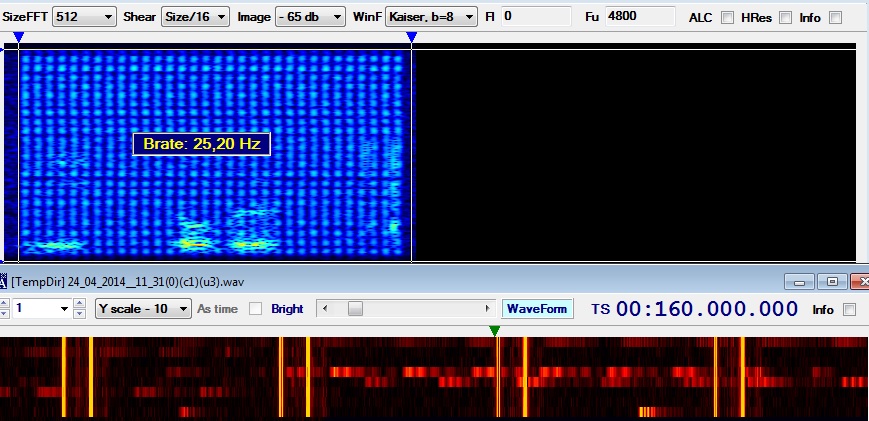 SizeFFT 512 Shear Size/16 Image - 65 db WinF Kaiser, b=8 Fl 0 Fu 4800 ALC HRes Info
Brate: 25,20 Hz
[TempDir] 24_04_2014__11_31(0)(c1)(u3).wav
1 Y scale - 10 As time Bright WaveForm TS 00:160.000.000 Info